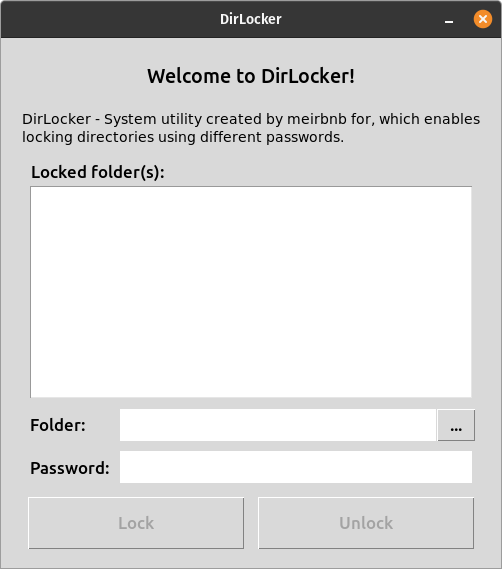 DirLocker
Welcome to DirLocker!
DirLocker - System utility created by meirbnb for, which enables
locking directories using different passwords.
Locked folder(s):
Folder:
...
Password:
Lock
Unlock